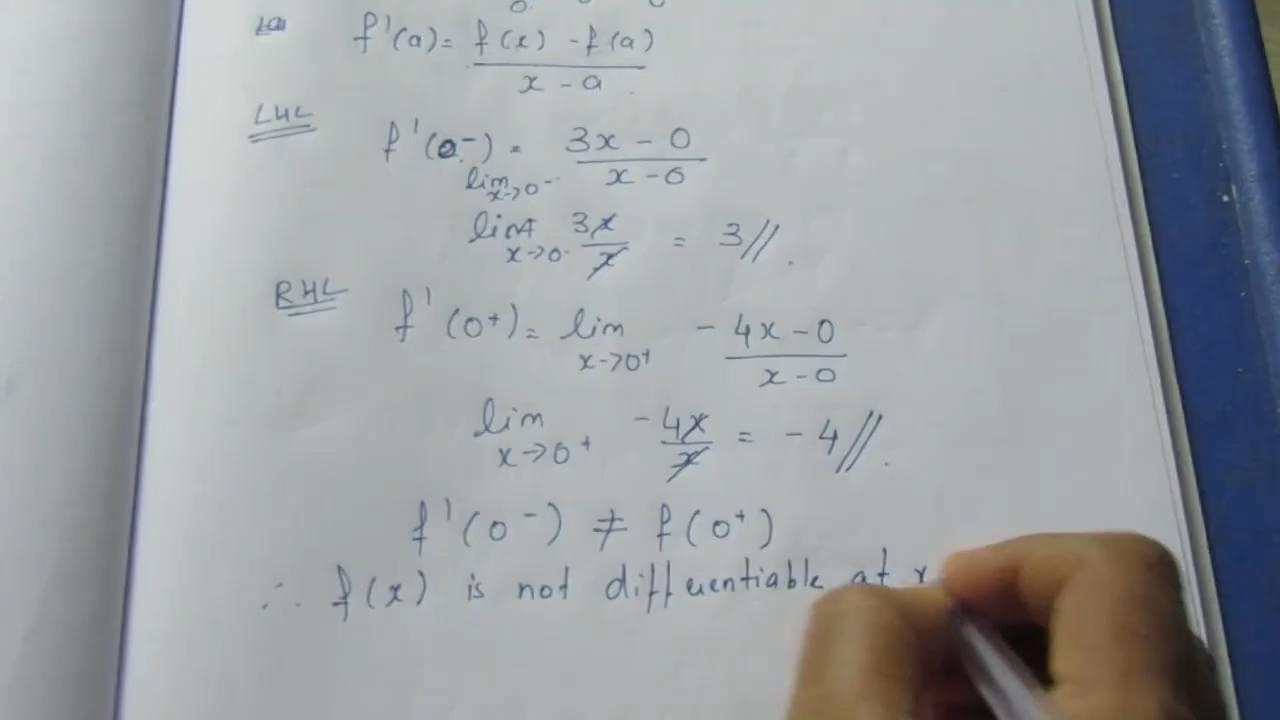 f'(a) = f(x) - f(a)
x - a
LHL
f'(0-) = 3x - 0
lim x→0- x - 0
lim x→0- 3x/x = 3//.
RHL
f'(0+) = lim x→0+ - 4x - 0
x - 0
lim x→0+ -4x/x = -4//.
f'(0-) ≠ f(0+)
∴ f(x) is not differentiable at x